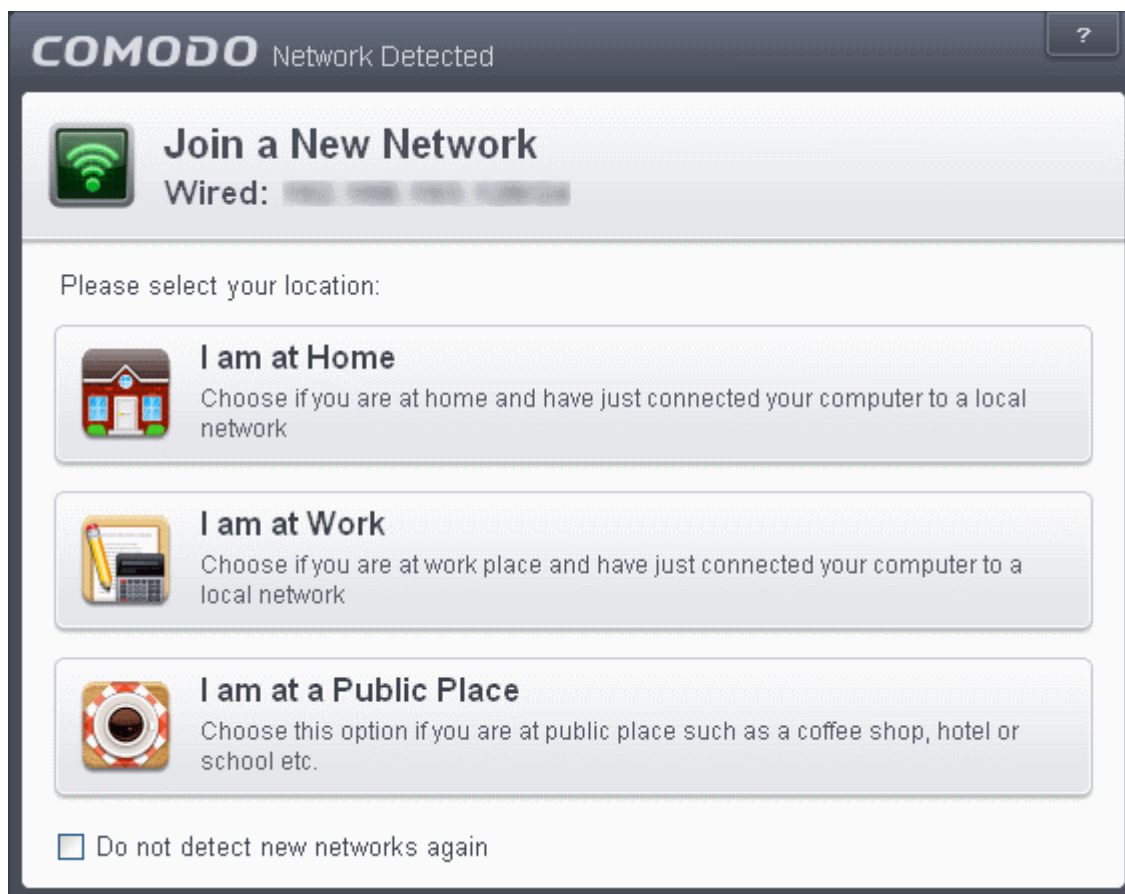 COMODO Network Detected
?
Join a New Network
Wired:
Please select your location:
I am at Home
Choose if you are at home and have just connected your computer to a local
network
I am at Work
Choose if you are at work place and have just connected your computer to a
local network
I am at a Public Place
Choose this option if you are at public place such as a coffee shop, hotel or
school etc.
Do not detect new networks again